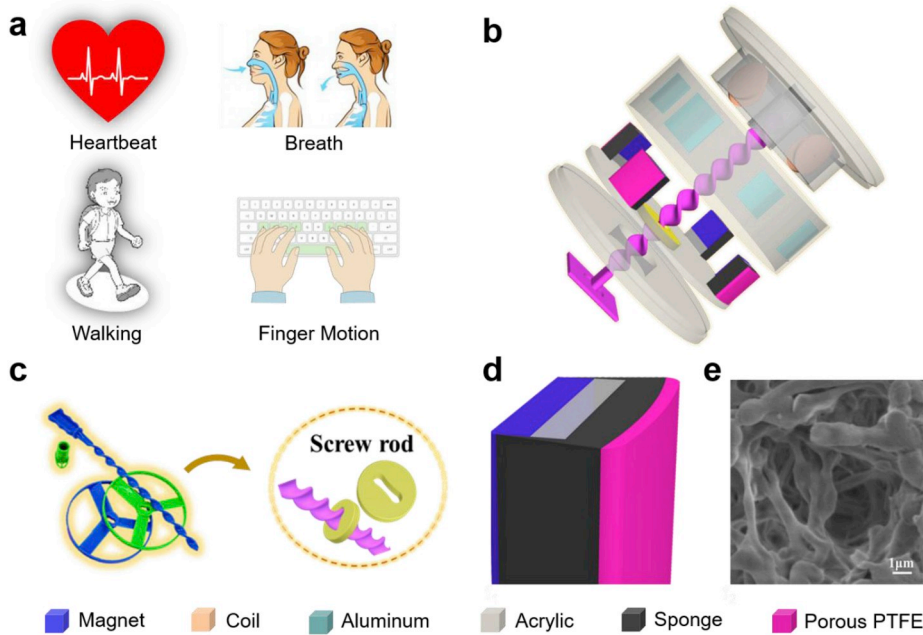 a
b
Heartbeat
Breath
Walking
Finger Motion
c
d
e
Screw rod
1μm
Magnet
Coil
Aluminum
Acrylic
Sponge
Porous PTFE